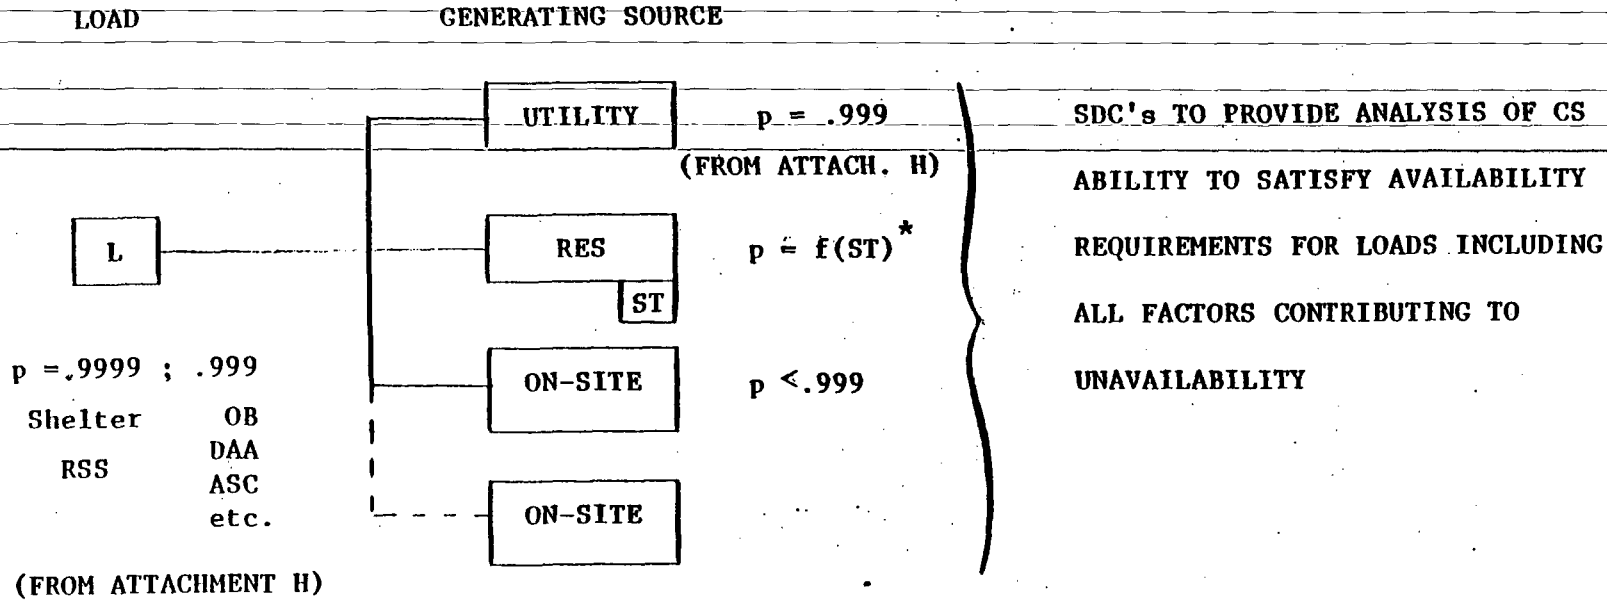 LOAD GENERATING SOURCE
UTILITY p = .999 SDC's TO PROVIDE ANALYSIS OF CS
(FROM ATTACH. H)
ABILITY TO SATISFY AVAILABILITY
L RES p = f(ST)* REQUIREMENTS FOR LOADS INCLUDING
ST
ALL FACTORS CONTRIBUTING TO
p =.9999 ; .999 ON-SITE p <.999 UNAVAILABILITY
Shelter OB
DAA
RSS
ASC
etc. ON-SITE
(FROM ATTACHMENT H)